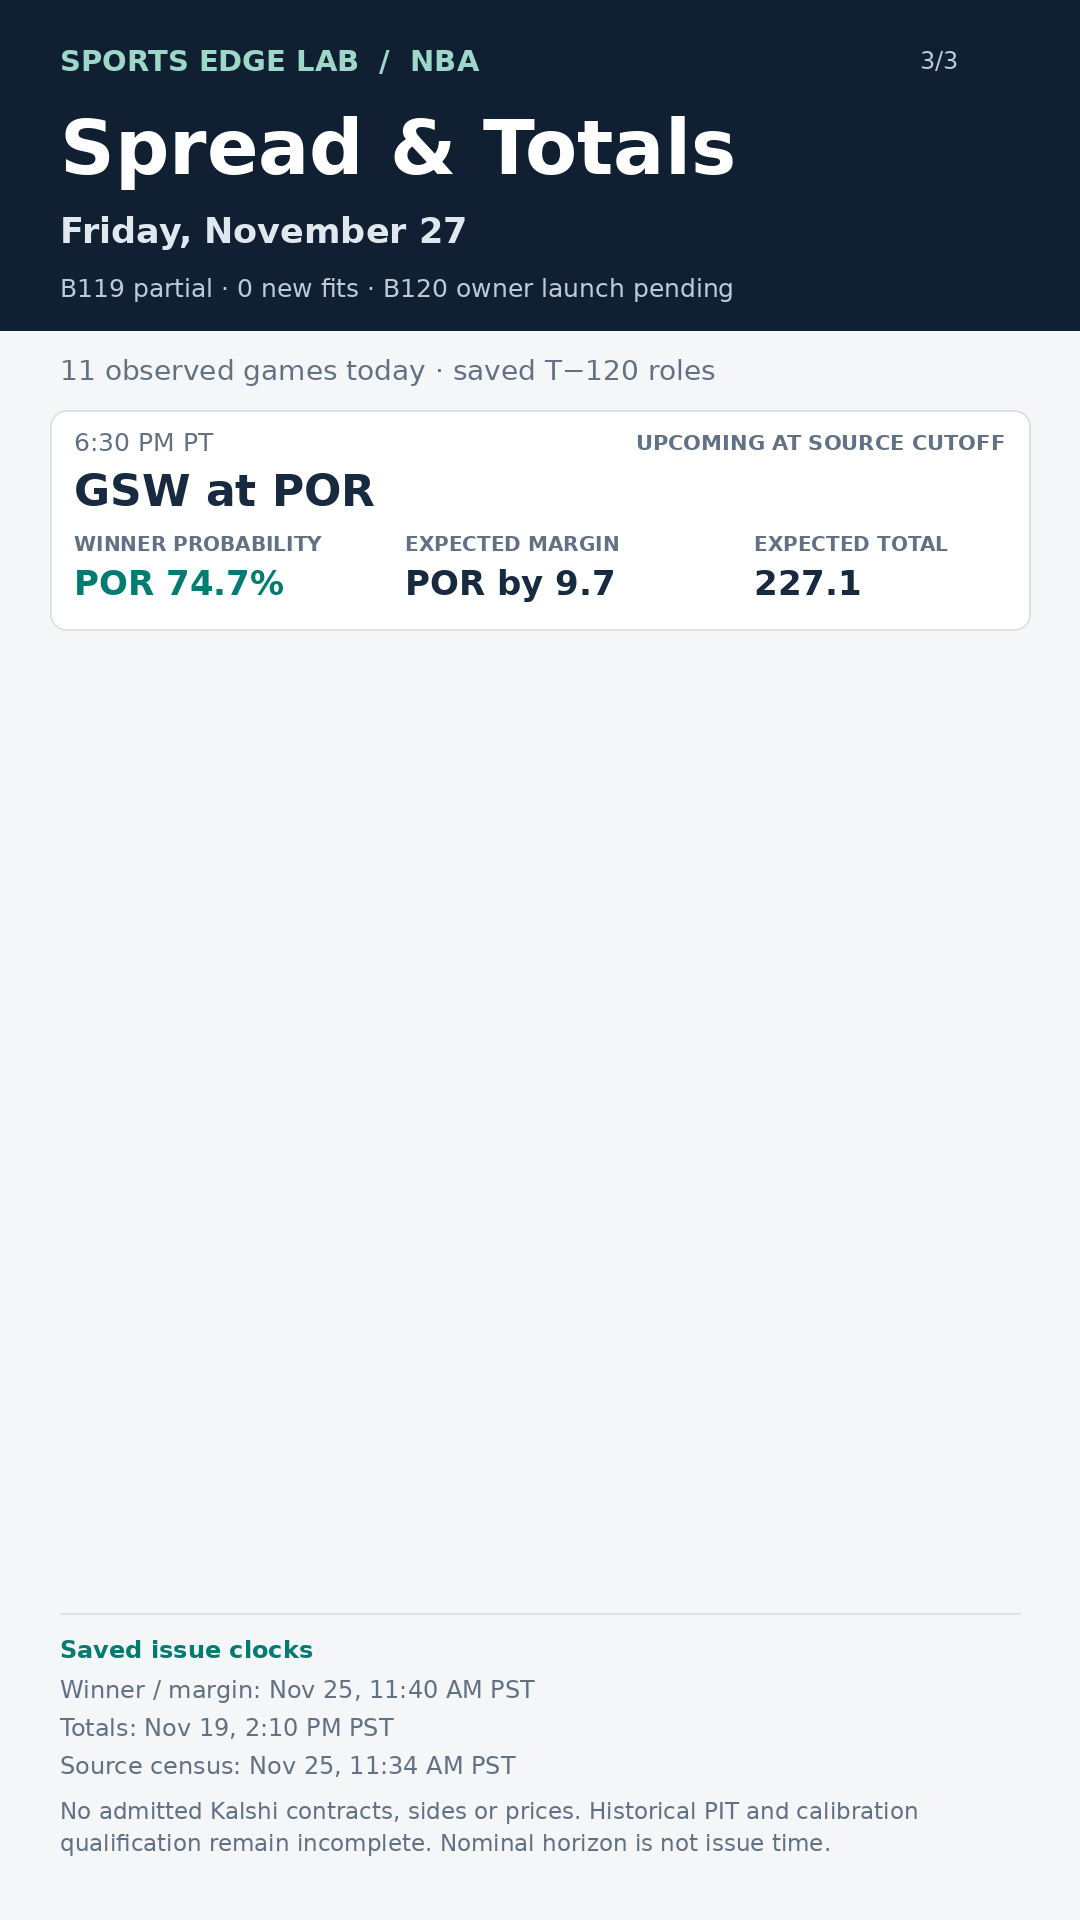 SPORTS EDGE LAB / NBA
3/3
Spread & Totals
Friday, November 27
B119 partial · 0 new fits · B120 owner launch pending
11 observed games today · saved T−120 roles
6:30 PM PT
UPCOMING AT SOURCE CUTOFF
GSW at POR
WINNER PROBABILITY EXPECTED MARGIN EXPECTED TOTAL
POR 74.7% POR by 9.7 227.1
Saved issue clocks
Winner / margin: Nov 25, 11:40 AM PST
Totals: Nov 19, 2:10 PM PST
Source census: Nov 25, 11:34 AM PST
No admitted Kalshi contracts, sides or prices. Historical PIT and calibration
qualification remain incomplete. Nominal horizon is not issue time.